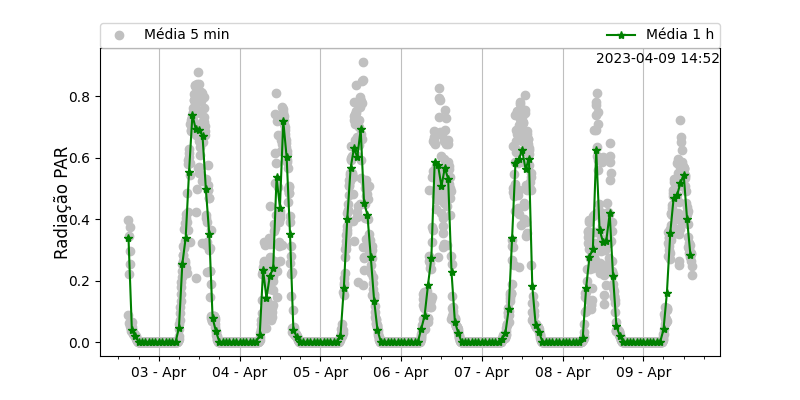 Média 5 min
Média 1 h
2023-04-09 14:52
Radiação PAR
0.8
0.6
0.4
0.2
0.0
03 - Apr
04 - Apr
05 - Apr
06 - Apr
07 - Apr
08 - Apr
09 - Apr